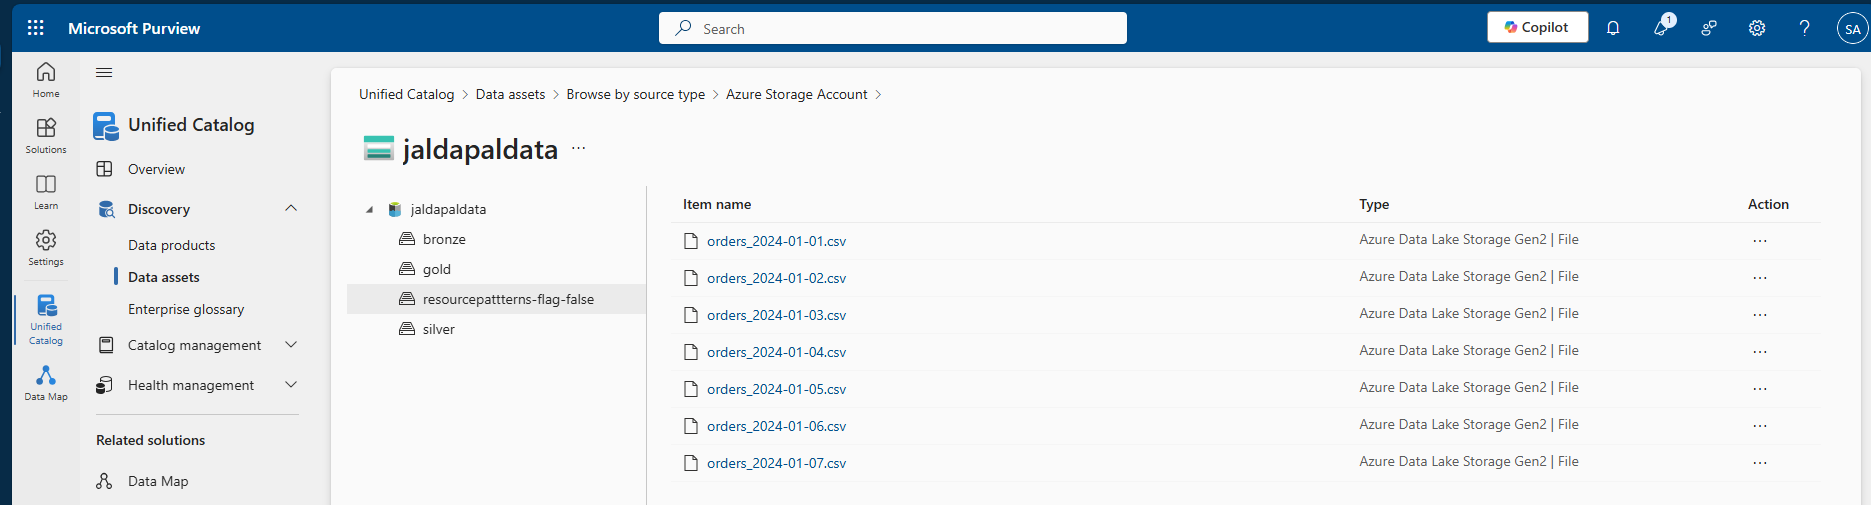 Microsoft Purview
Search
Copilot
1
SA
Home
Solutions
Learn
Settings
Unified
Catalog
Data Map
Unified Catalog
Overview
Discovery
Data products
Data assets
Enterprise glossary
Catalog management
Health management
Related solutions
Data Map
Unified Catalog > Data assets > Browse by source type > Azure Storage Account >
jaldapaldata ...
jaldapaldata
bronze
gold
resourcepattterns-flag-false
silver
Item name Type Action
orders_2024-01-01.csv Azure Data Lake Storage Gen2 | File ...
orders_2024-01-02.csv Azure Data Lake Storage Gen2 | File ...
orders_2024-01-03.csv Azure Data Lake Storage Gen2 | File ...
orders_2024-01-04.csv Azure Data Lake Storage Gen2 | File ...
orders_2024-01-05.csv Azure Data Lake Storage Gen2 | File ...
orders_2024-01-06.csv Azure Data Lake Storage Gen2 | File ...
orders_2024-01-07.csv Azure Data Lake Storage Gen2 | File ...